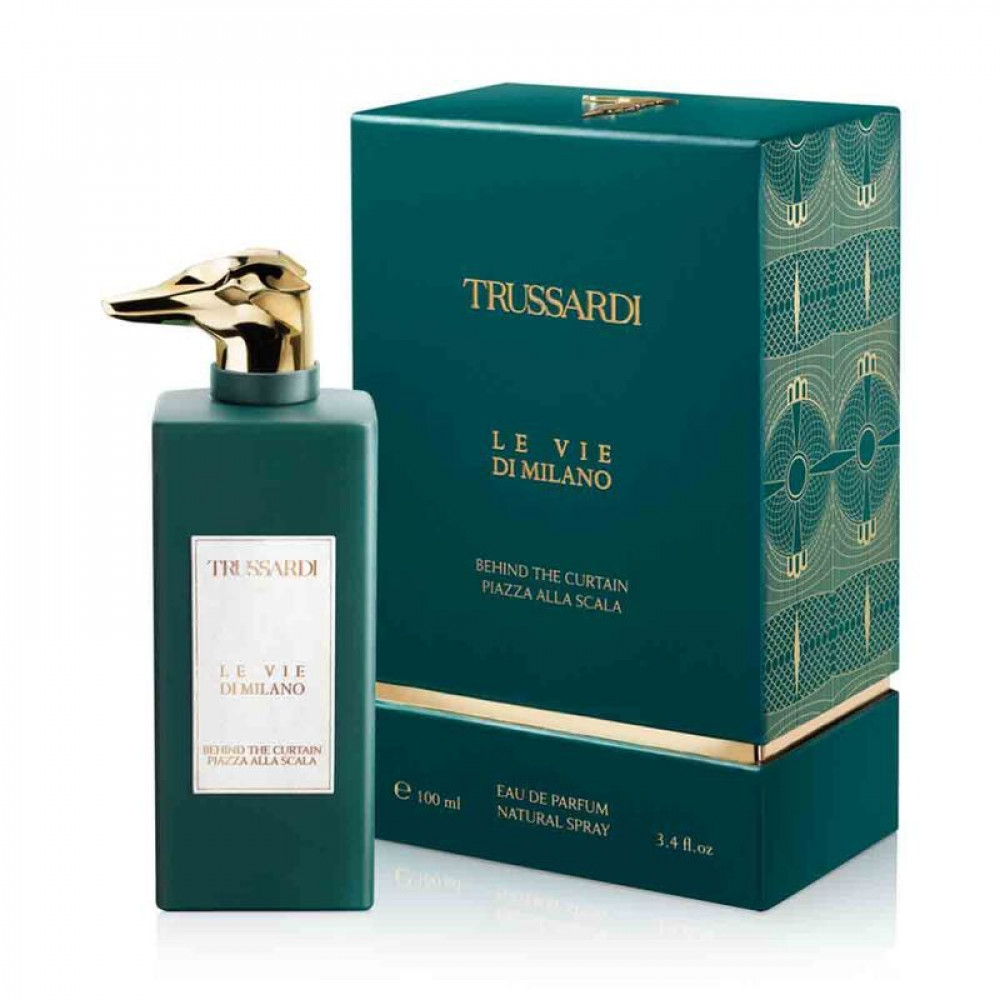 TRUSSARDI
LE VIE
DI MILANO
BEHIND THE CURTAIN
PIAZZA ALLA SCALA
e 100 ml
EAU DE PARFUM
NATURAL SPRAY
3.4 fl.oz
TRUSSARDI
LE VIE
DI MILANO
BEHIND THE CURTAIN
PIAZZA ALLA SCALA